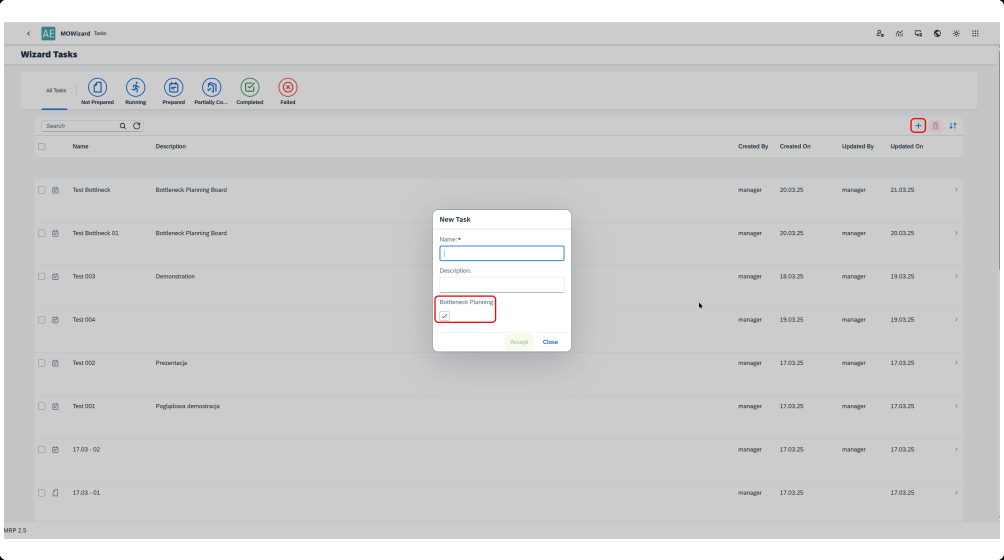 AE MOWizard Tasks
Wizard Tasks
All Tasks
Not Prepared
Running
Prepared
Partially Co...
Completed
Failed
Search
Name Description Created By Created On Updated By Updated On
Test Bottlneck Bottleneck Planning Board manager 20.03.25 manager 21.03.25
Test Bottlneck 01 Bottleneck Planning Board manager 20.03.25 manager 20.03.25
Test 003 Demonstration manager 18.03.25 manager 19.03.25
Test 004 manager 19.03.25 manager 19.03.25
Test 002 Prezentacja manager 17.03.25 manager 17.03.25
Test 001 Poglądowa demostracja manager 17.03.25 manager 17.03.25
17.03 - 02 manager 17.03.25 manager 17.03.25
17.03 - 01 manager 17.03.25 17.03.25
New Task
Name:*
Description:
Bottleneck Planning:
Accept Close
MRP 2.5